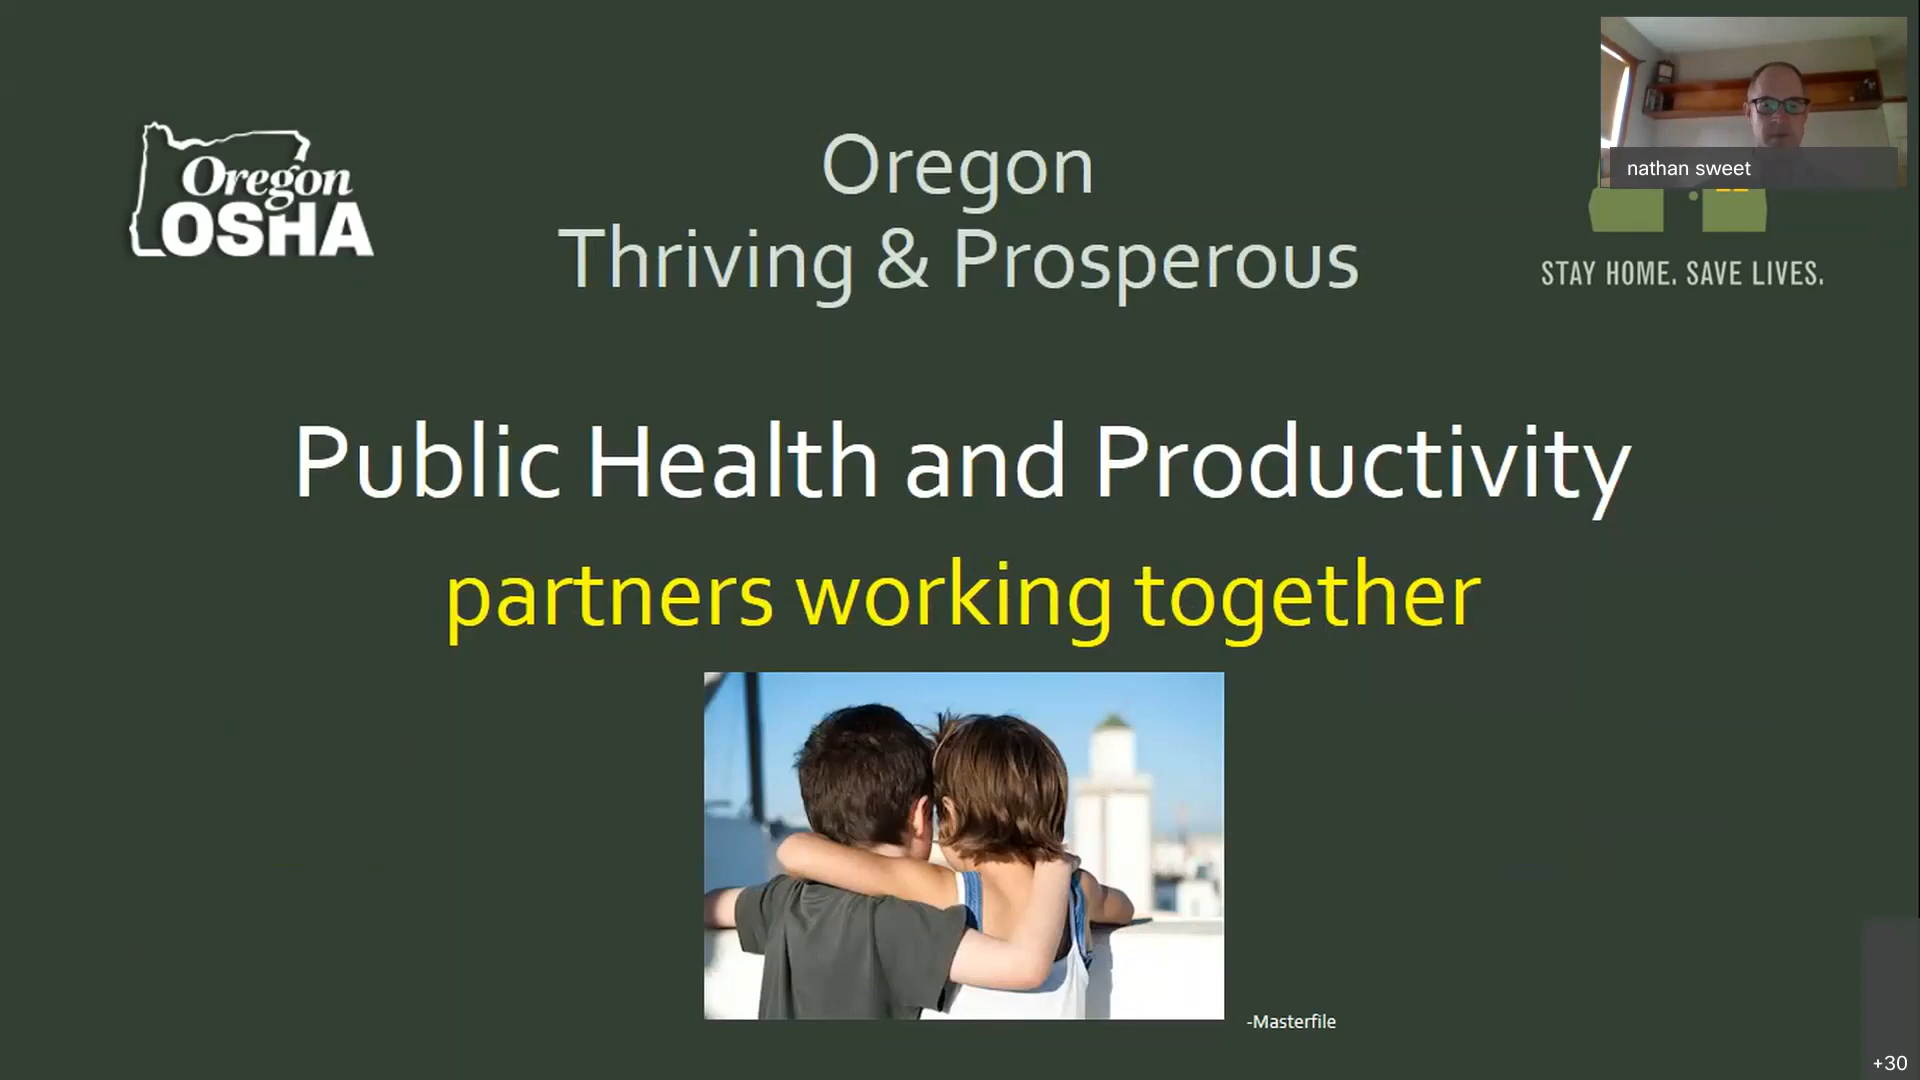 Oregon
OSHA
Oregon
Thriving & Prosperous
nathan sweet
STAY HOME. SAVE LIVES.
Public Health and Productivity
partners working together
-Masterfile
+30